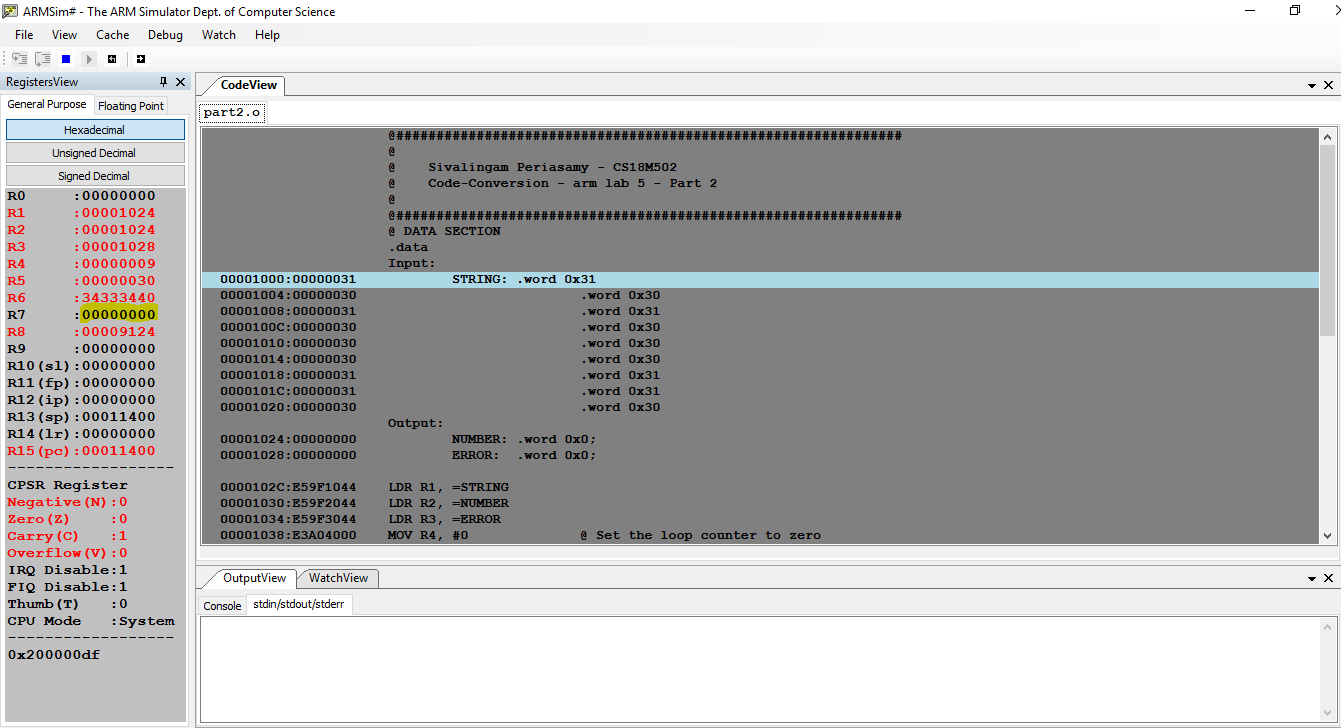 ARMSim# - The ARM Simulator Dept. of Computer Science
File View Cache Debug Watch Help
RegistersView
General Purpose Floating Point
Hexadecimal
Unsigned Decimal
Signed Decimal
R0 :00000000
R1 :00001024
R2 :00001024
R3 :00001028
R4 :00000009
R5 :00000030
R6 :34333440
R7 :00000000
R8 :00009124
R9 :00000000
R10(sl):00000000
R11(fp):00000000
R12(ip):00000000
R13(sp):00011400
R14(lr):00000000
R15(pc):00011400
------------------
CPSR Register
Negative(N):0
Zero(Z) :0
Carry(C) :1
Overflow(V):0
IRQ Disable:1
FIQ Disable:1
Thumb(T) :0
CPU Mode :System
------------------
0x200000df
CodeView
part2.o
@###############################################################
@
@ Sivalingam Periasamy - CS18M502
@ Code-Conversion - arm lab 5 - Part 2
@
@###############################################################
@ DATA SECTION
.data
Input:
00001000:00000031 STRING: .word 0x31
00001004:00000030 .word 0x30
00001008:00000031 .word 0x31
0000100C:00000030 .word 0x30
00001010:00000030 .word 0x30
00001014:00000030 .word 0x30
00001018:00000031 .word 0x31
0000101C:00000031 .word 0x31
00001020:00000030 .word 0x30
Output:
00001024:00000000 NUMBER: .word 0x0;
00001028:00000000 ERROR: .word 0x0;
0000102C:E59F1044 LDR R1, =STRING
00001030:E59F2044 LDR R2, =NUMBER
00001034:E59F3044 LDR R3, =ERROR
00001038:E3A04000 MOV R4, #0 @ Set the loop counter to zero
OutputView WatchView
Console stdin/stdout/stderr